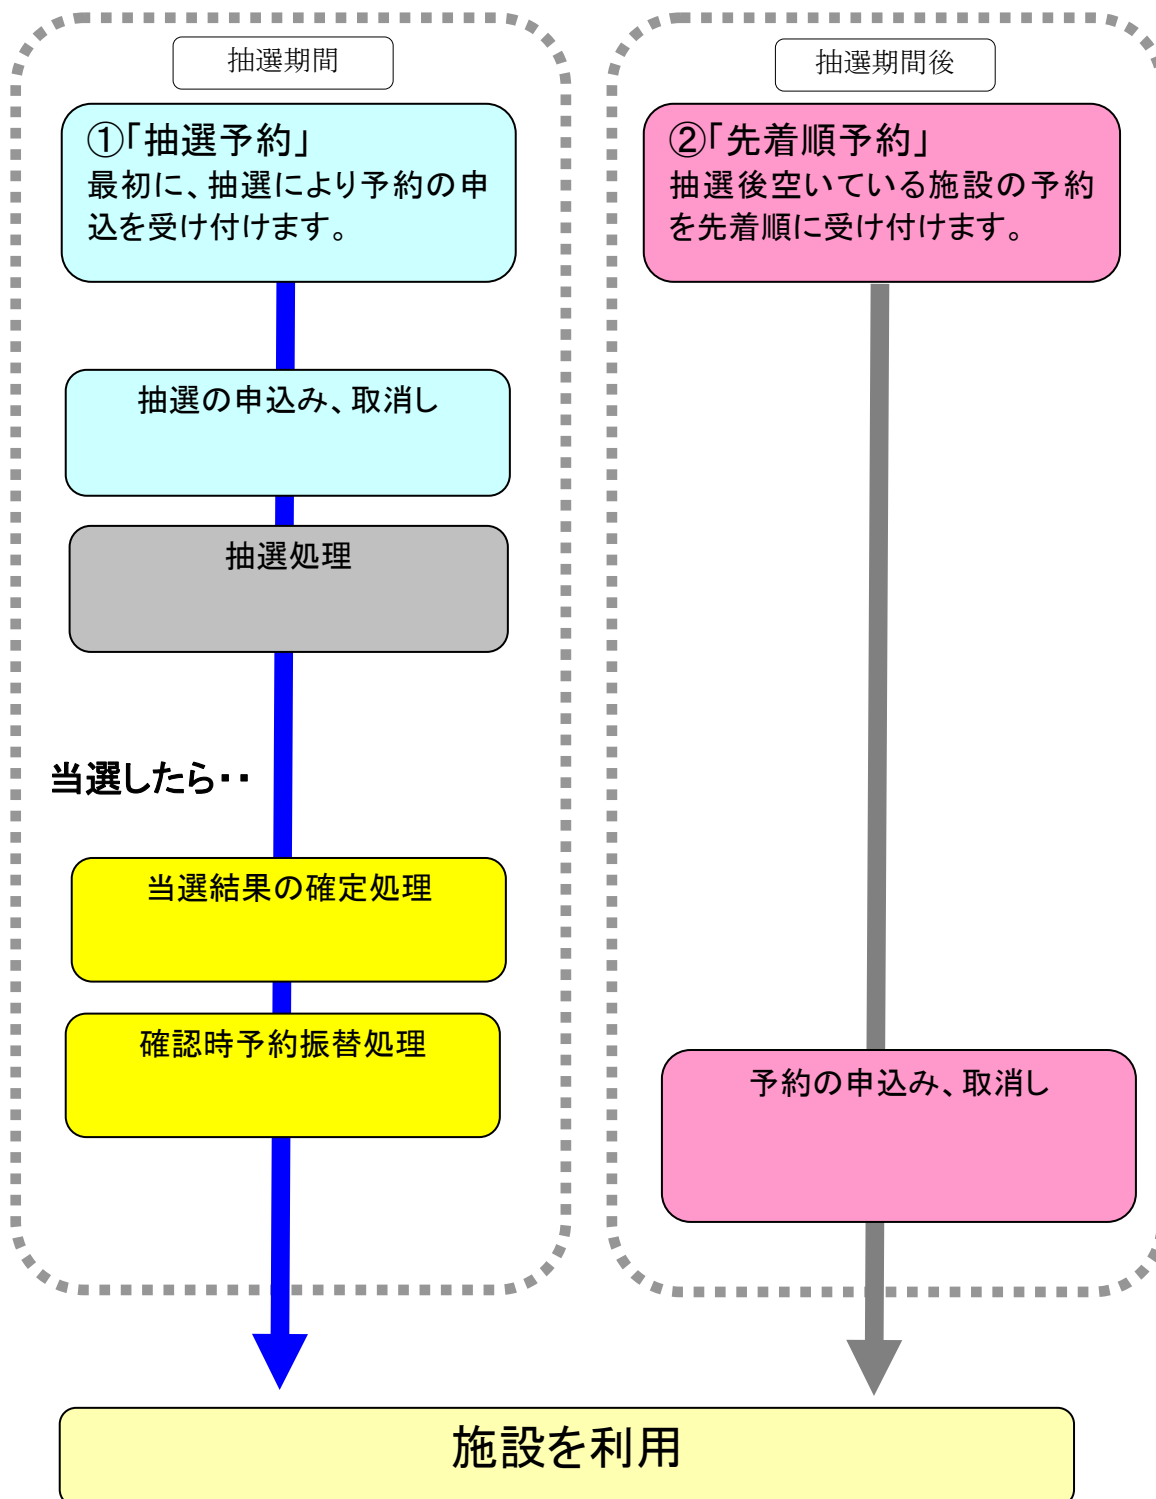 抽選期間
①「抽選予約」
最初に、抽選により予約の申
込を受け付けます。
抽選の申込み、取消し
抽選処理
当選したら・・
当選結果の確定処理
確認時予約振替処理
抽選期間後
②「先着順予約」
抽選後空いている施設の予約
を先着順に受け付けます。
予約の申込み、取消し
施設を利用